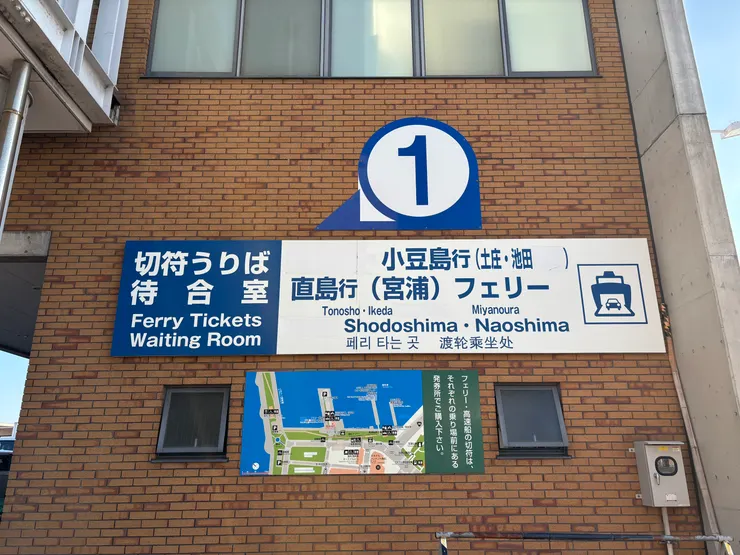 1
切符うりば
待合室
Ferry Tickets
Waiting Room
小豆島行(土庄・池田 )
直島行(宮浦)フェリー
Tonosho・Ikeda Miyanoura
Shodoshima・Naoshima
페리 타는 곳 渡轮乘坐处
フェリー・高速船の切符は、
それぞれの乗り場前にある
発券所でご購入下さい。